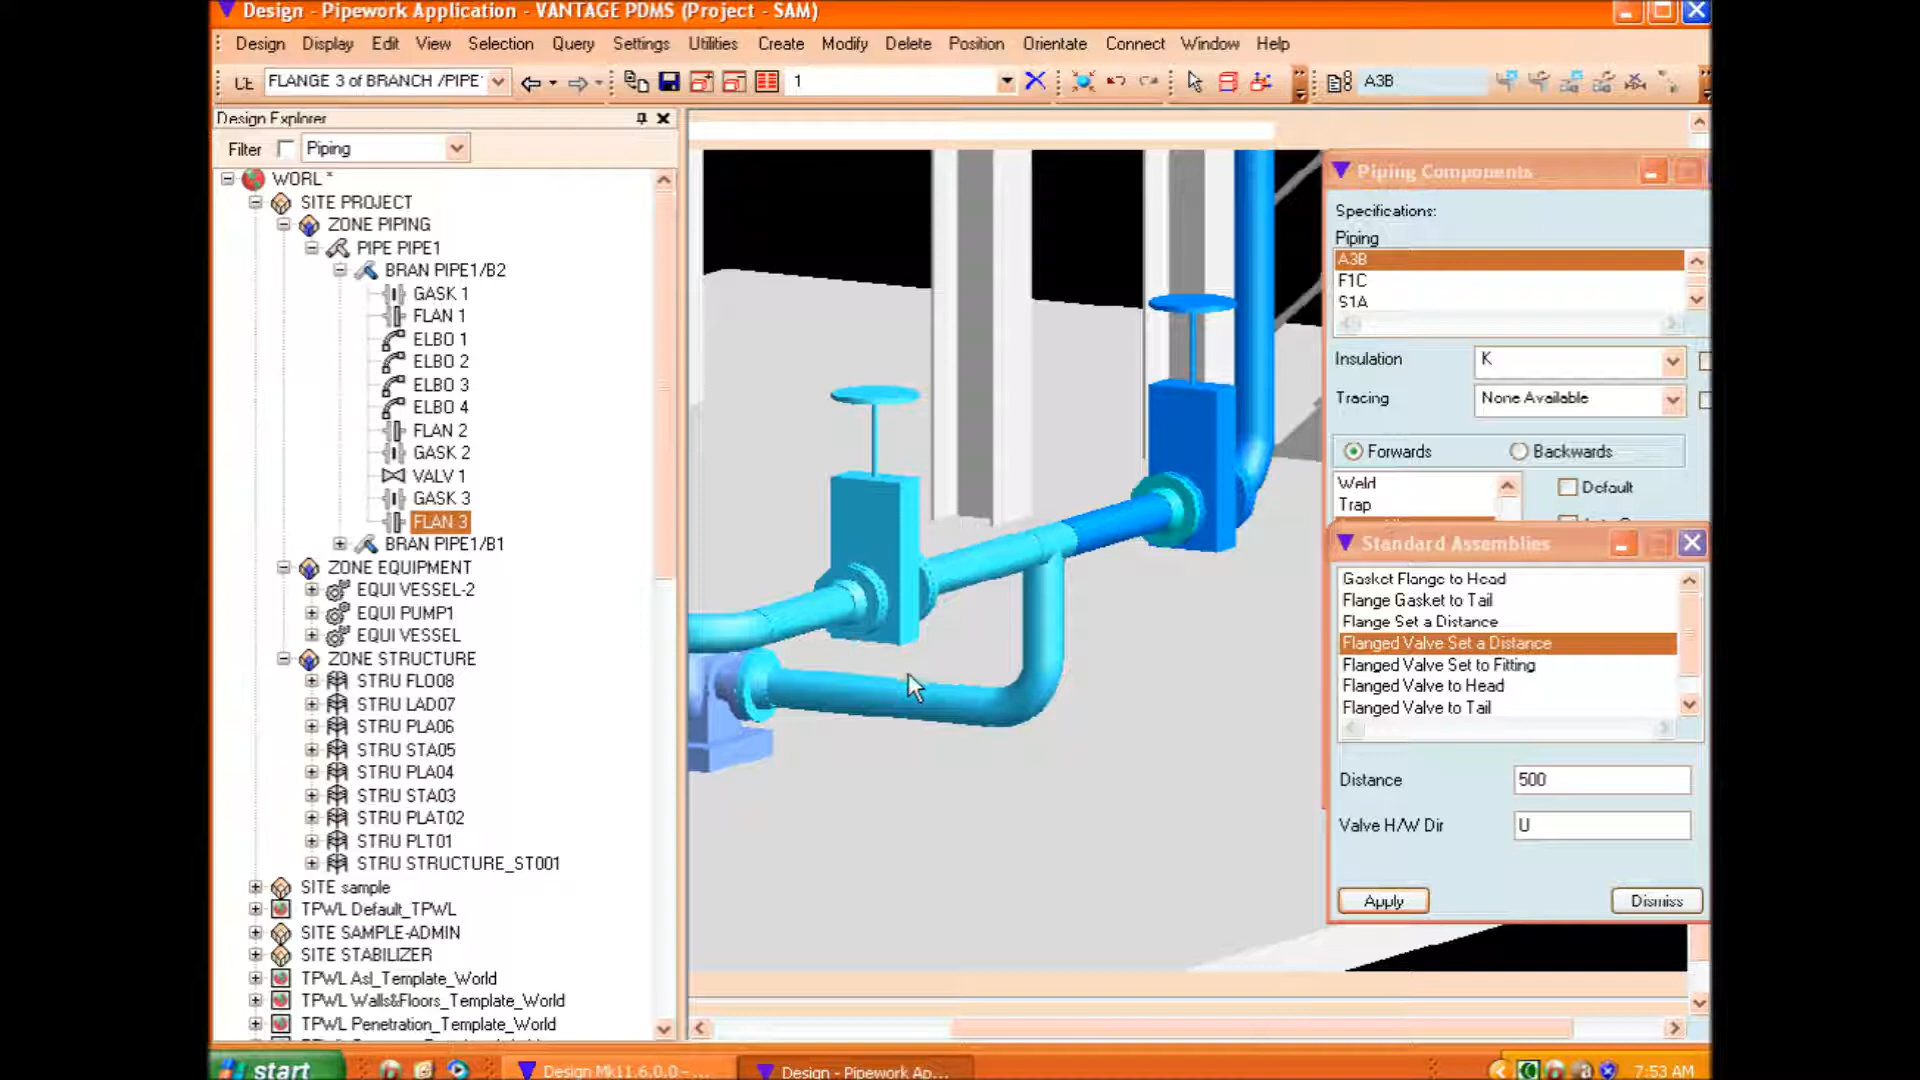 Design - Pipework Application - VANTAGE PDMS (Project - SAM)
Design Display Edit View Selection Query Settings Utilities Create Modify Delete Position Orientate Connect Window Help
CE FLANGE 3 of BRANCH /PIPE' 1 A3B
Design Explorer
Filter Piping
WORL *
SITE PROJECT
ZONE PIPING
PIPE PIPE1
BRAN PIPE1/B2
GASK 1
FLAN 1
ELBO 1
ELBO 2
ELBO 3
ELBO 4
FLAN 2
GASK 2
VALV 1
GASK 3
FLAN 3
BRAN PIPE1/B1
ZONE EQUIPMENT
EQUI VESSEL-2
EQUI PUMP1
EQUI VESSEL
ZONE STRUCTURE
STRU FLO08
STRU LAD07
STRU PLA06
STRU STA05
STRU PLA04
STRU STA03
STRU PLAT02
STRU PLT01
STRU STRUCTURE_ST001
SITE sample
TPWL Default_TPWL
SITE SAMPLE-ADMIN
SITE STABILIZER
TPWL Asl_Template_World
TPWL Walls&Floors_Template_World
TPWL Penetration_Template_World
Piping Components
Specifications:
Piping
A3B
F1C
S1A
Insulation K
Tracing None Available
Forwards Backwards
Weld Default
Trap
Standard Assemblies
Gasket Flange to Head
Flange Gasket to Tail
Flange Set a Distance
Flanged Valve Set a Distance
Flanged Valve Set to Fitting
Flanged Valve to Head
Flanged Valve to Tail
Distance 500
Valve H/W Dir U
Apply Dismiss
start Design Mk11.6.0.0 - ... Design - Pipework Ap... 7:53 AM